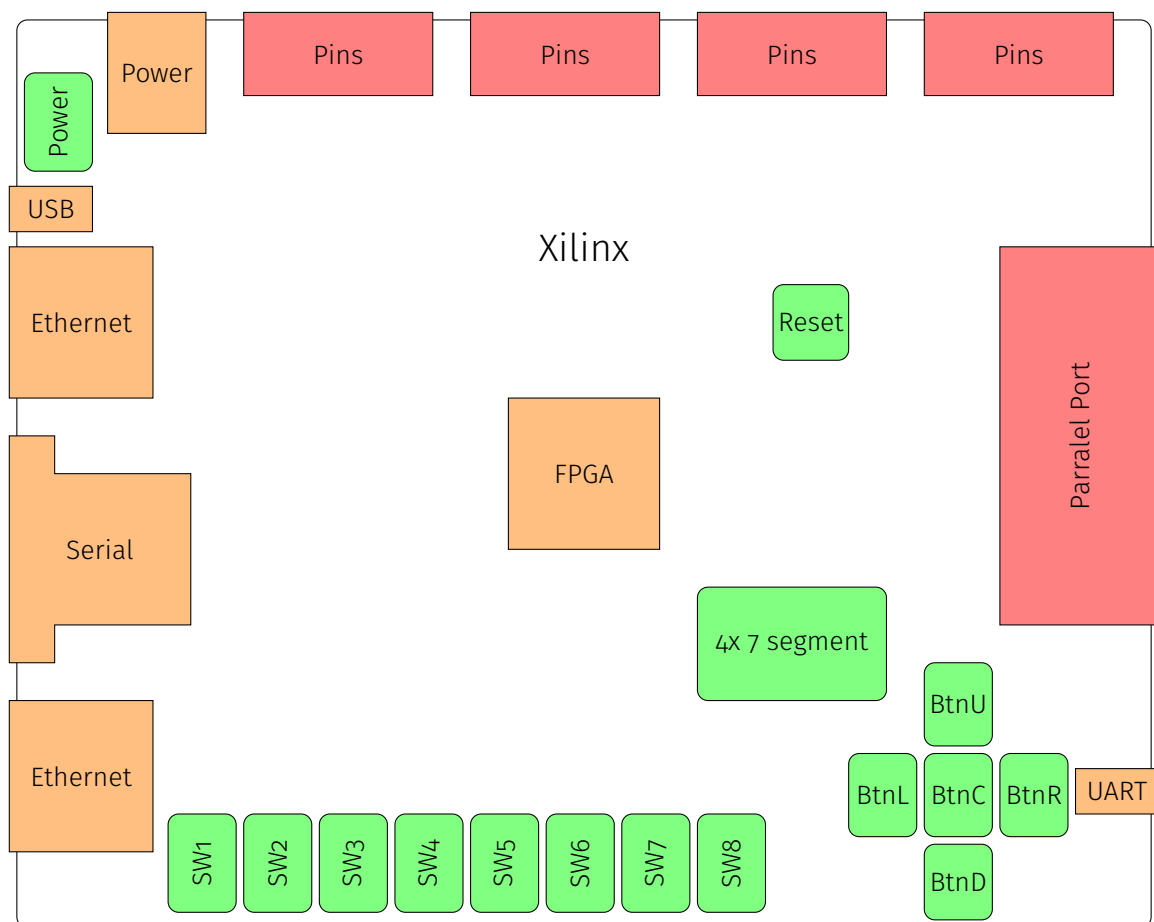 Power
Pins
Pins
Pins
Pins
Power
USB
Xilinx
Ethernet
Reset
Parralel Port
FPGA
Serial
4x 7 segment
BtnU
Ethernet
BtnL
BtnC
BtnR
UART
SW1
SW2
SW3
SW4
SW5
SW6
SW7
SW8
BtnD